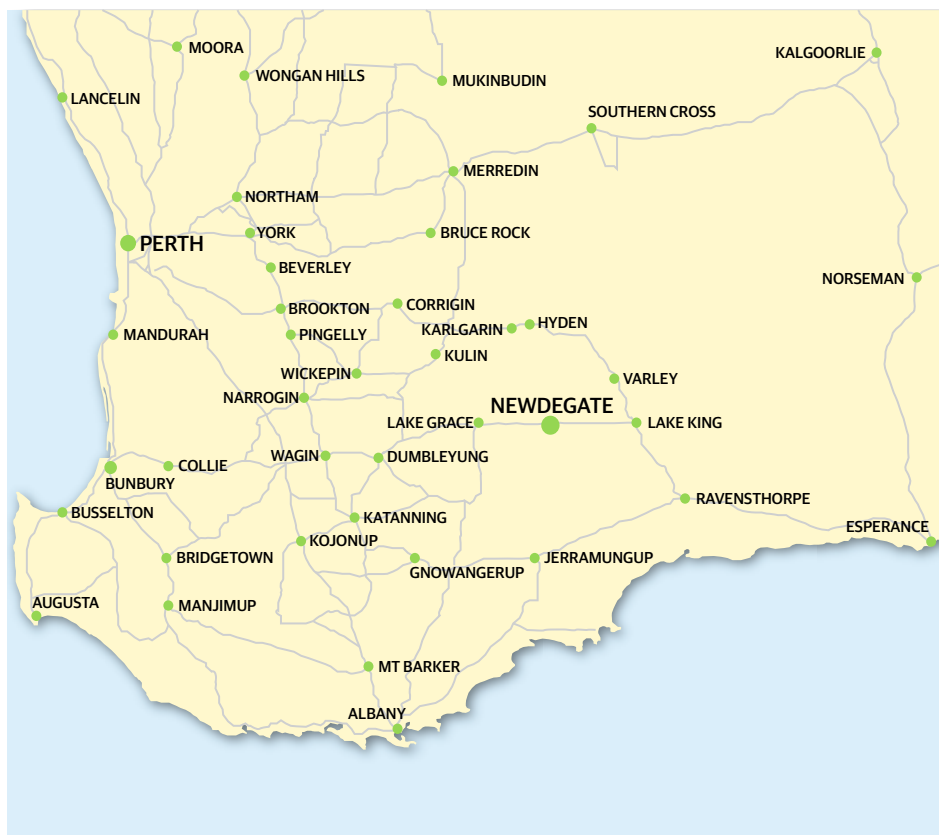 MOORA
KALGOORLIE
WONGAN HILLS
MUKINBUDIN
LANCELIN
SOUTHERN CROSS
MERREDIN
NORTHAM
YORK
BRUCE ROCK
PERTH
BEVERLEY
NORSEMAN
CORRIGIN
BROOKTON
HYDEN
KARLGARIN
MANDURAH
PINGELLY
KULIN
WICKEPIN
VARLEY
NARROGIN
NEWDEGATE
LAKE GRACE
LAKE KING
WAGIN
DUMBLEYUNG
COLLIE
BUNBURY
RAVENSTHORPE
BUSSELTON
KATANNING
ESPERANCE
KOJONUP
BRIDGETOWN
JERRAMUNGUP
GNOWANGERUP
AUGUSTA
MANJIMUP
MT BARKER
ALBANY